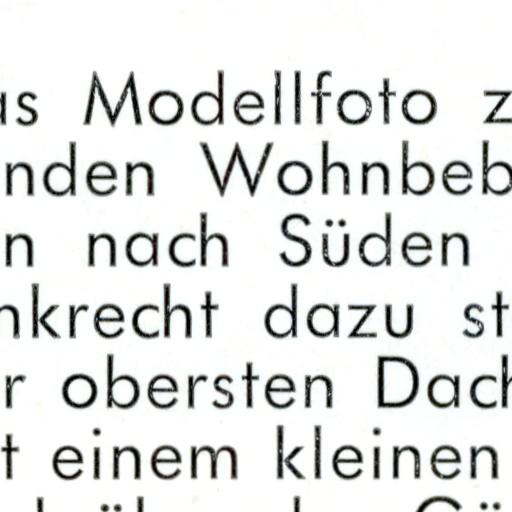 as Modellfoto z
nden Wohnbeb
n nach Süden
nkrecht dazu st
r obersten Dach
t einem kleinen